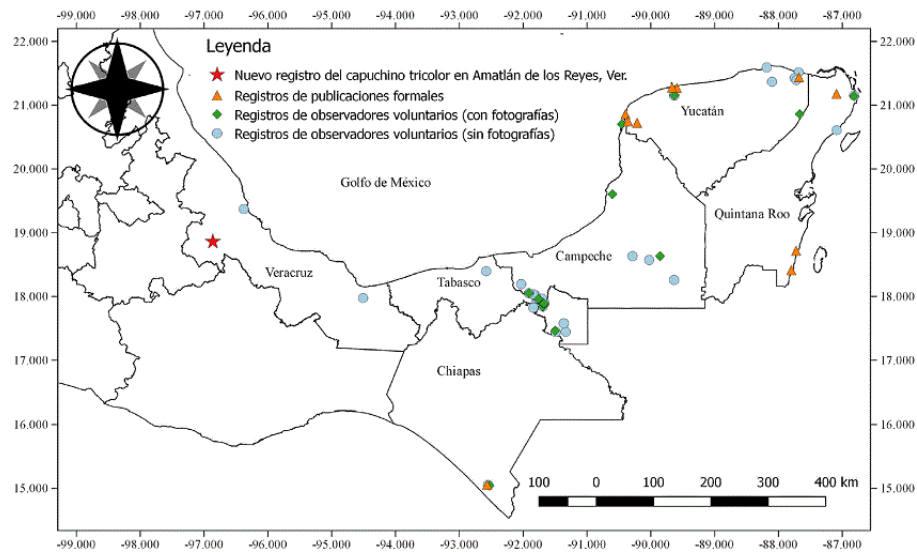 -99.000 -98.000 -97.000 -96.000 -95.000 -94.000 -93.000 -92.000 -91.000 -90.000 -89.000 -88.000 -87.000
22.000 22.000
Leyenda
Nuevo registro del capuchino tricolor en Amatlán de los Reyes, Ver.
Registros de publicaciones formales
Registros de observadores voluntarios (con fotografías)
Registros de observadores voluntarios (sin fotografías)
21.000 21.000
Yucatán
20.000 20.000
Golfo de México
19.000 19.000
Quintana Roo
Campeche
Veracruz
Tabasco
18.000 18.000
17.000 17.000
Chiapas
16.000 16.000
15.000 15.000
100 0 100 200 300 400 km
-99.000 -98.000 -97.000 -96.000 -95.000 -94.000 -93.000 -92.000 -91.000 -90.000 -89.000 -88.000 -87.000